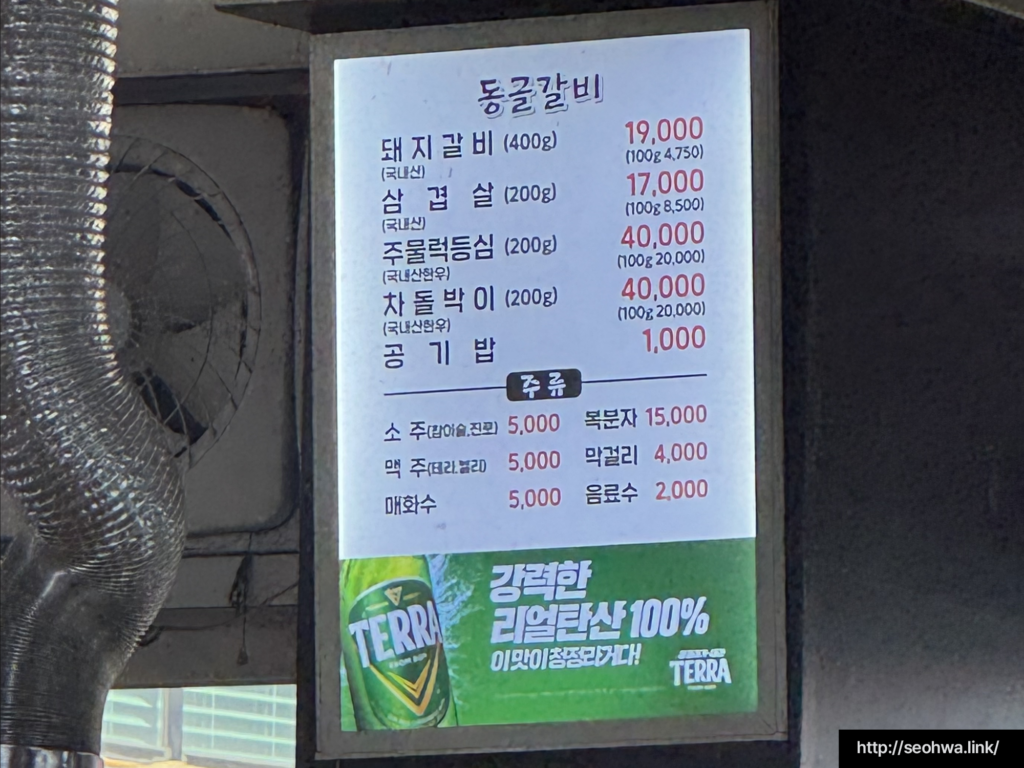 동글갈비
돼지갈비 (400g) 19,000
(국내산) (100g 4,750)
삼겹살 (200g) 17,000
(국내산) (100g 8,500)
주물럭등심 (200g) 40,000
(국내산한우) (100g 20,000)
차돌박이 (200g) 40,000
(국내산한우) (100g 20,000)
공기밥 1,000
주류
소주(참이슬,진로) 5,000 복분자 15,000
맥주(테라,켈리) 5,000 막걸리 4,000
매화수 5,000 음료수 2,000
강력한
리얼탄산 100%
이 맛이 청정라거다!
TERRA
TERRA
http://seohwa.link/